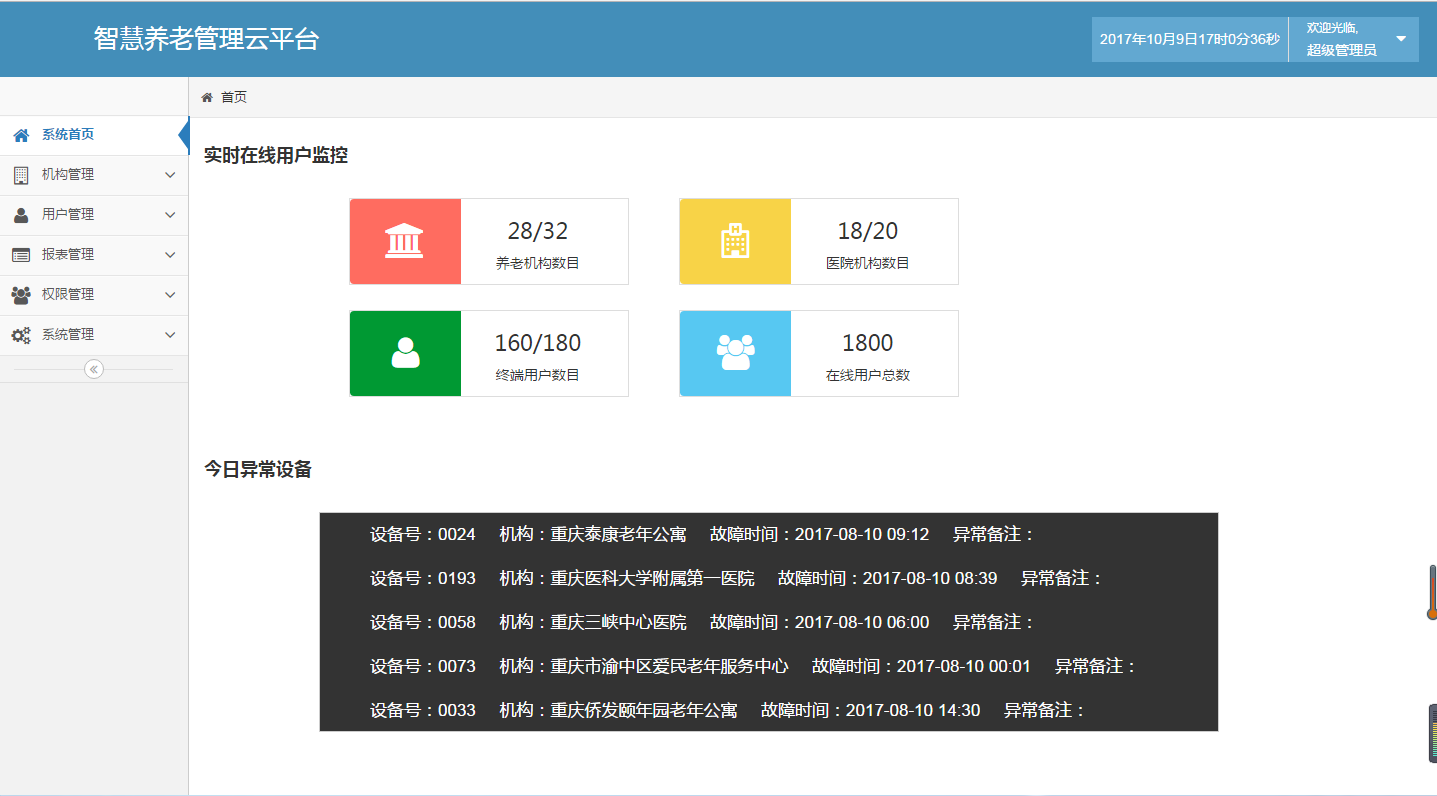 智慧养老管理云平台
2017年10月9日17时0分36秒
欢迎光临,
超级管理员
首页
系统首页
机构管理
用户管理
报表管理
权限管理
系统管理
实时在线用户监控
28/32
养老机构数目
18/20
医院机构数目
160/180
终端用户数目
1800
在线用户总数
今日异常设备
设备号：0024 机构：重庆泰康老年公寓 故障时间：2017-08-10 09:12 异常备注：
设备号：0193 机构：重庆医科大学附属第一医院 故障时间：2017-08-10 08:39 异常备注：
设备号：0058 机构：重庆三峡中心医院 故障时间：2017-08-10 06:00 异常备注：
设备号：0073 机构：重庆市渝中区爱民老年服务中心 故障时间：2017-08-10 00:01 异常备注：
设备号：0033 机构：重庆侨发颐年园老年公寓 故障时间：2017-08-10 14:30 异常备注：